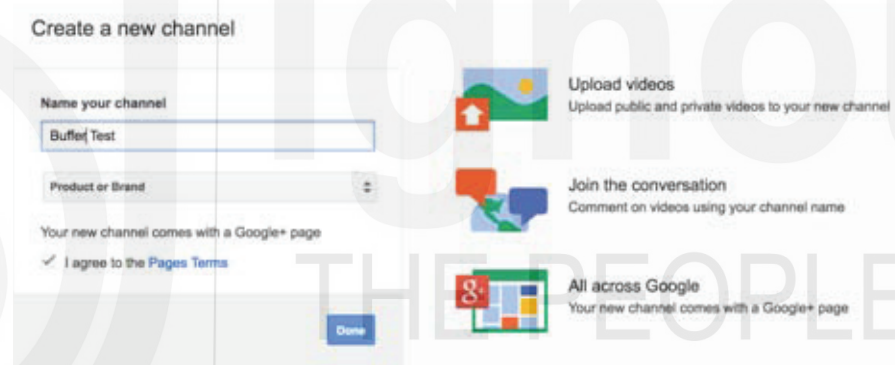 Create a new channel
Name your channel
Buffer Test
Product or Brand
Your new channel comes with a Google+ page
✓ I agree to the Pages Terms
Done
Upload videos
Upload public and private videos to your new channel
Join the conversation
Comment on videos using your channel name
8+
All across Google
Your new channel comes with a Google+ page
ignou
THE PEOPLE